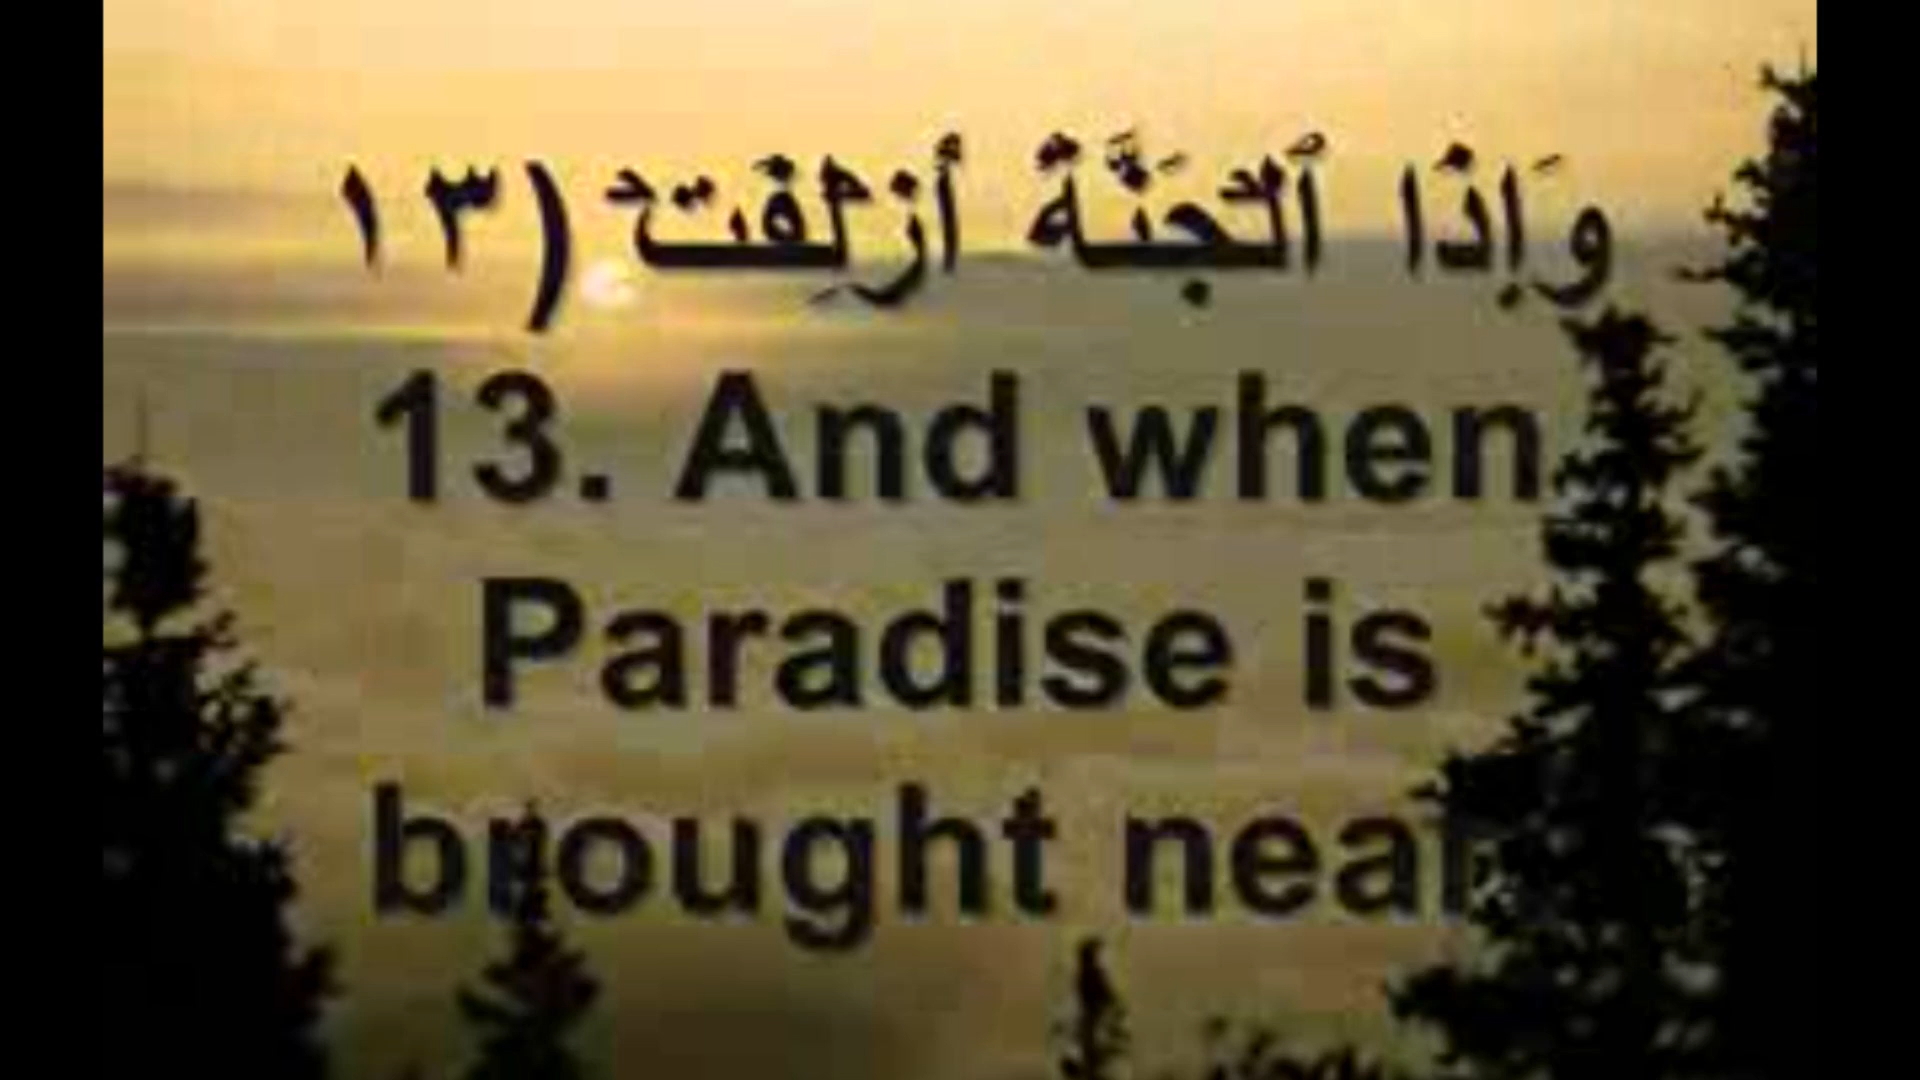 وَإِذَا ٱلْجَنَّةُ أُزْلِفَتْ (١٣
13. And when
Paradise is
brought near